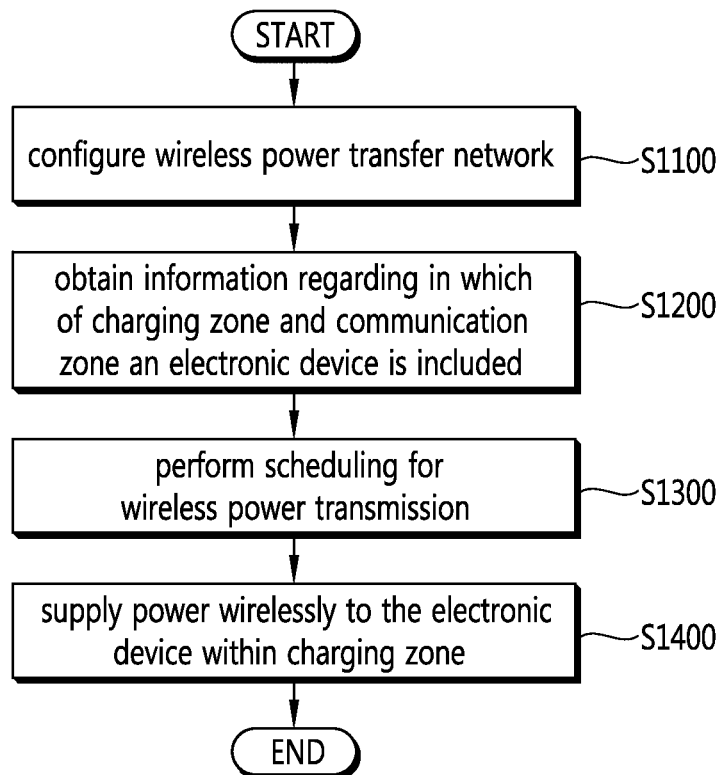 START
configure wireless power transfer network
S1100
obtain information regarding in which
of charging zone and communication
zone an electronic device is included
S1200
perform scheduling for
wireless power transmission
S1300
supply power wirelessly to the electronic
device within charging zone
S1400
END